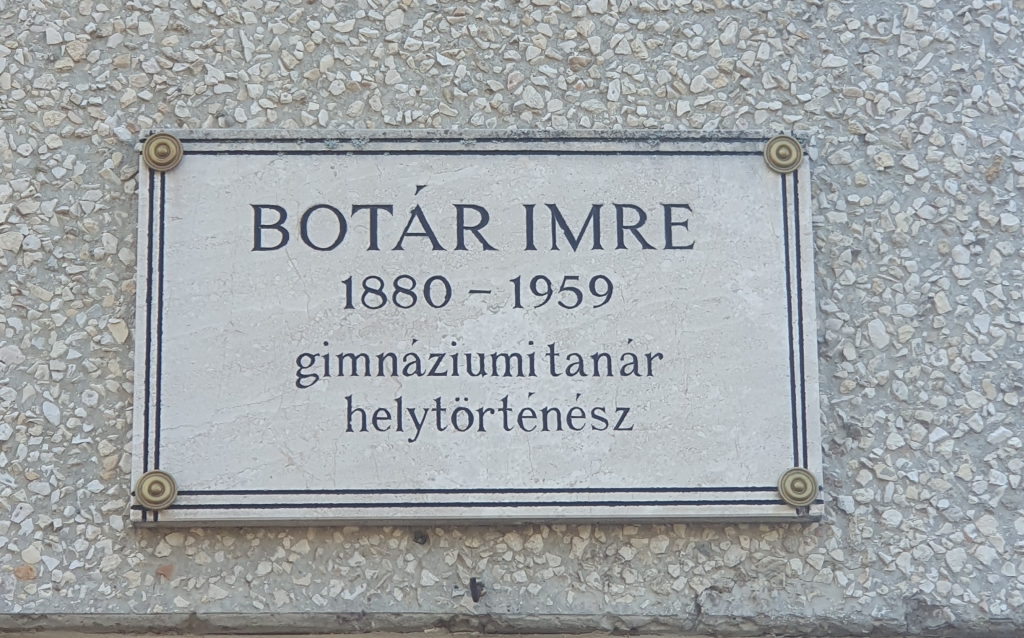 BOTÁR IMRE
1880 – 1959
gimnáziumi tanár
helytörténész